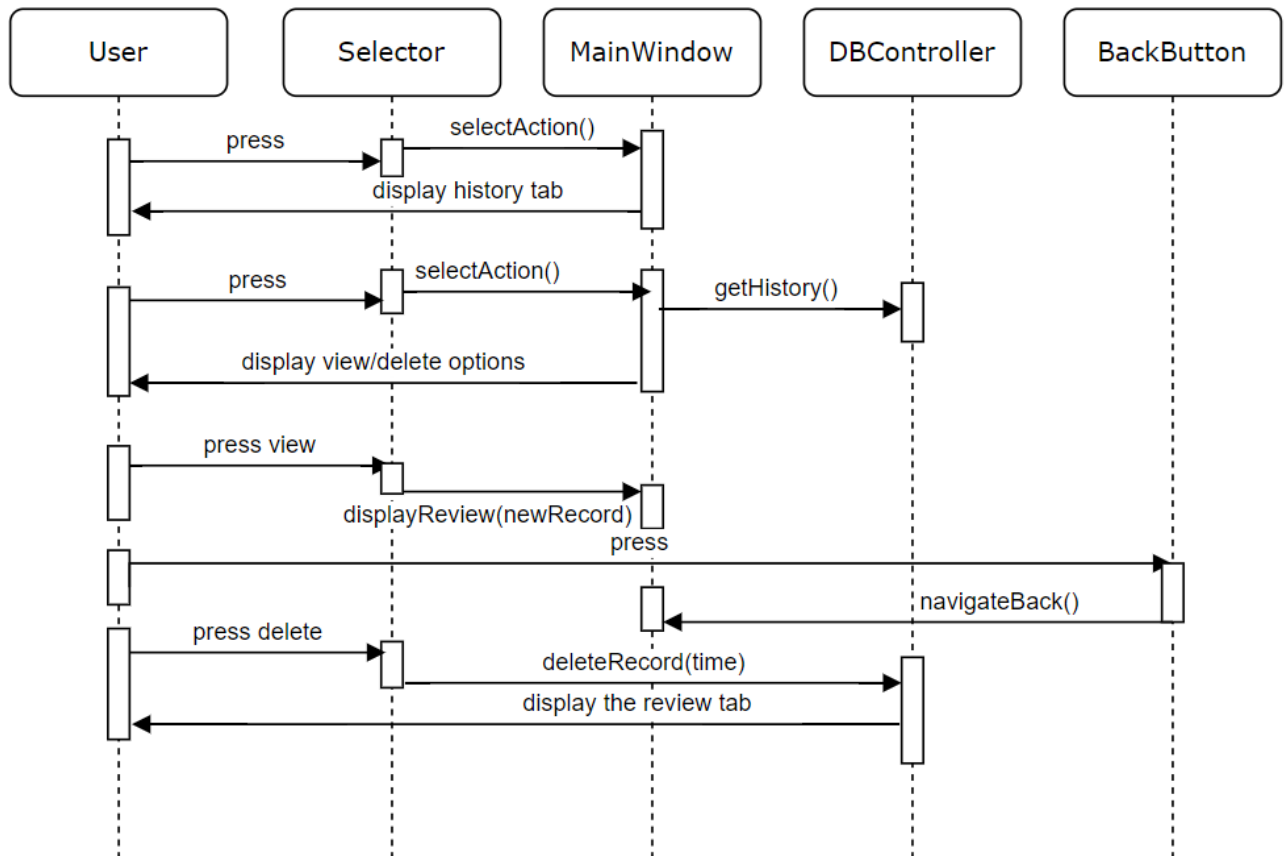 User
Selector
MainWindow
DBController
BackButton
selectAction()
press
display history tab
selectAction()
press
getHistory()
display view/delete options
press view
displayReview(newRecord)
press
navigateBack()
press delete
deleteRecord(time)
display the review tab